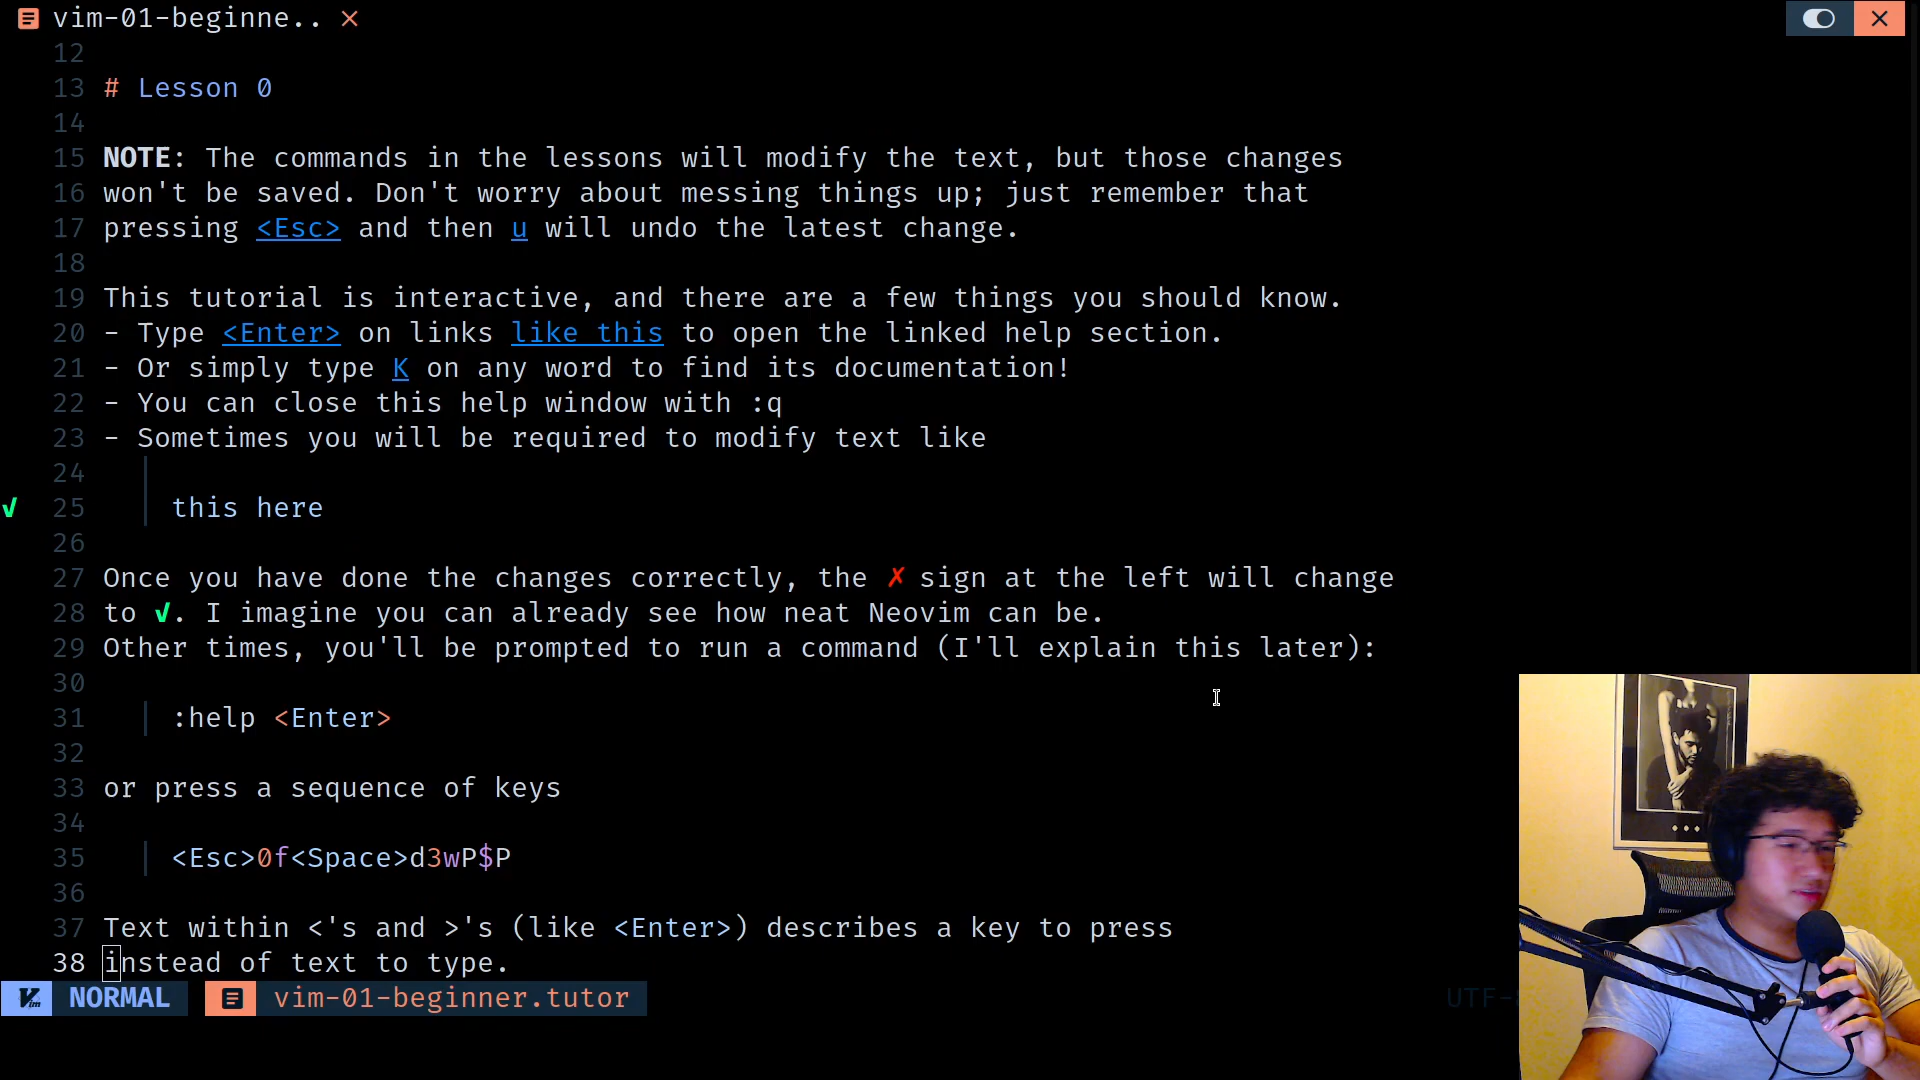 vim-01-beginne..
12
13 # Lesson 0
14
15 NOTE: The commands in the lessons will modify the text, but those changes
16 won't be saved. Don't worry about messing things up; just remember that
17 pressing <Esc> and then u will undo the latest change.
18
19 This tutorial is interactive, and there are a few things you should know.
20 - Type <Enter> on links like this to open the linked help section.
21 - Or simply type K on any word to find its documentation!
22 - You can close this help window with :q
23 - Sometimes you will be required to modify text like
24
✓ 25 this here
26
27 Once you have done the changes correctly, the ✗ sign at the left will change
28 to ✓. I imagine you can already see how neat Neovim can be.
29 Other times, you'll be prompted to run a command (I'll explain this later):
30
31 :help <Enter>
32
33 or press a sequence of keys
34
35 <Esc>0f<Space>d3wP$P
36
37 Text within <'s and >'s (like <Enter>) describes a key to press
38 instead of text to type.
NORMAL vim-01-beginner.tutor UTF-